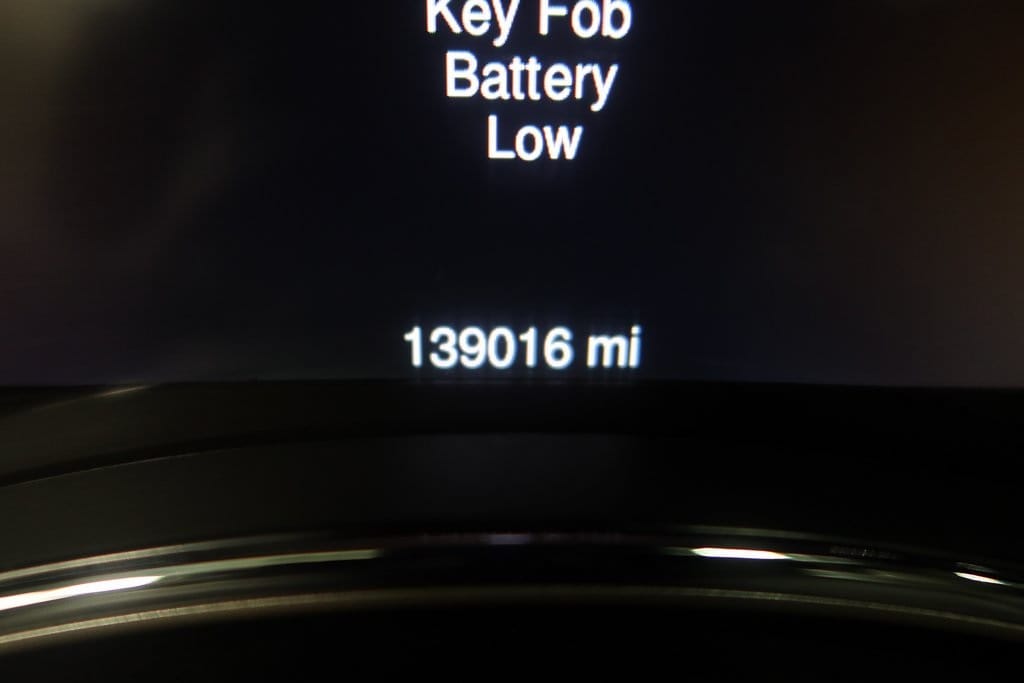 Key Fob
Battery
Low
139016 mi